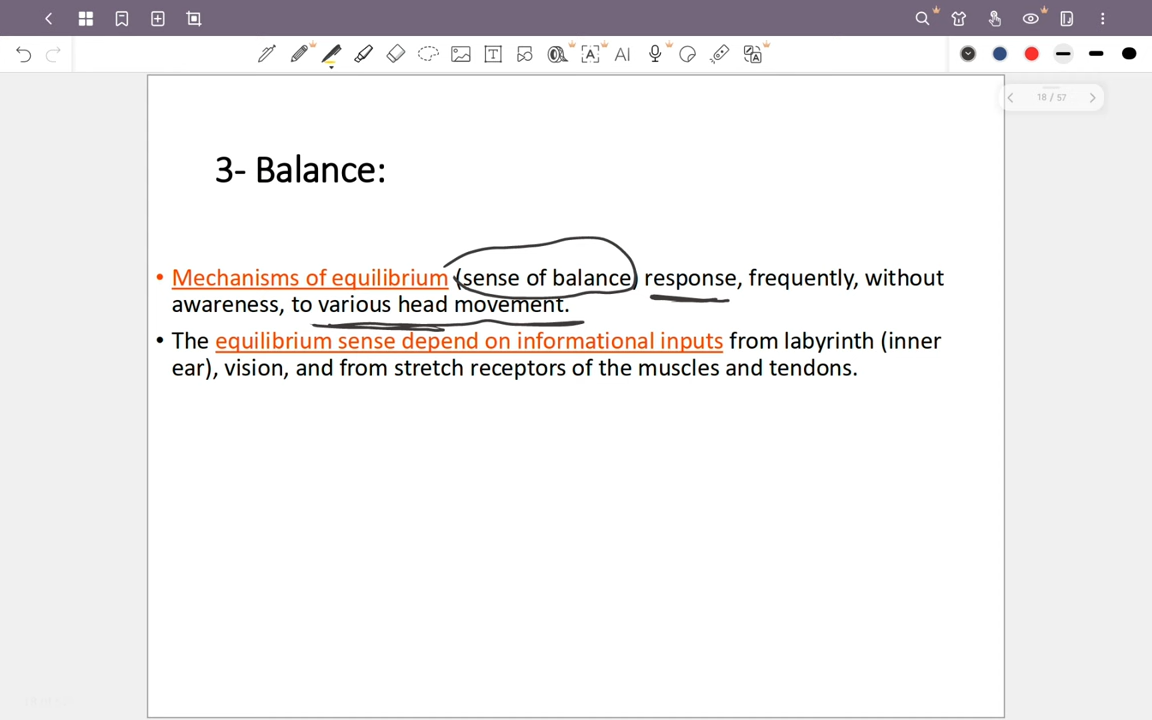 AI
18 / 57
3- Balance:
• Mechanisms of equilibrium (sense of balance) response, frequently, without
awareness, to various head movement.
• The equilibrium sense depend on informational inputs from labyrinth (inner
ear), vision, and from stretch receptors of the muscles and tendons.